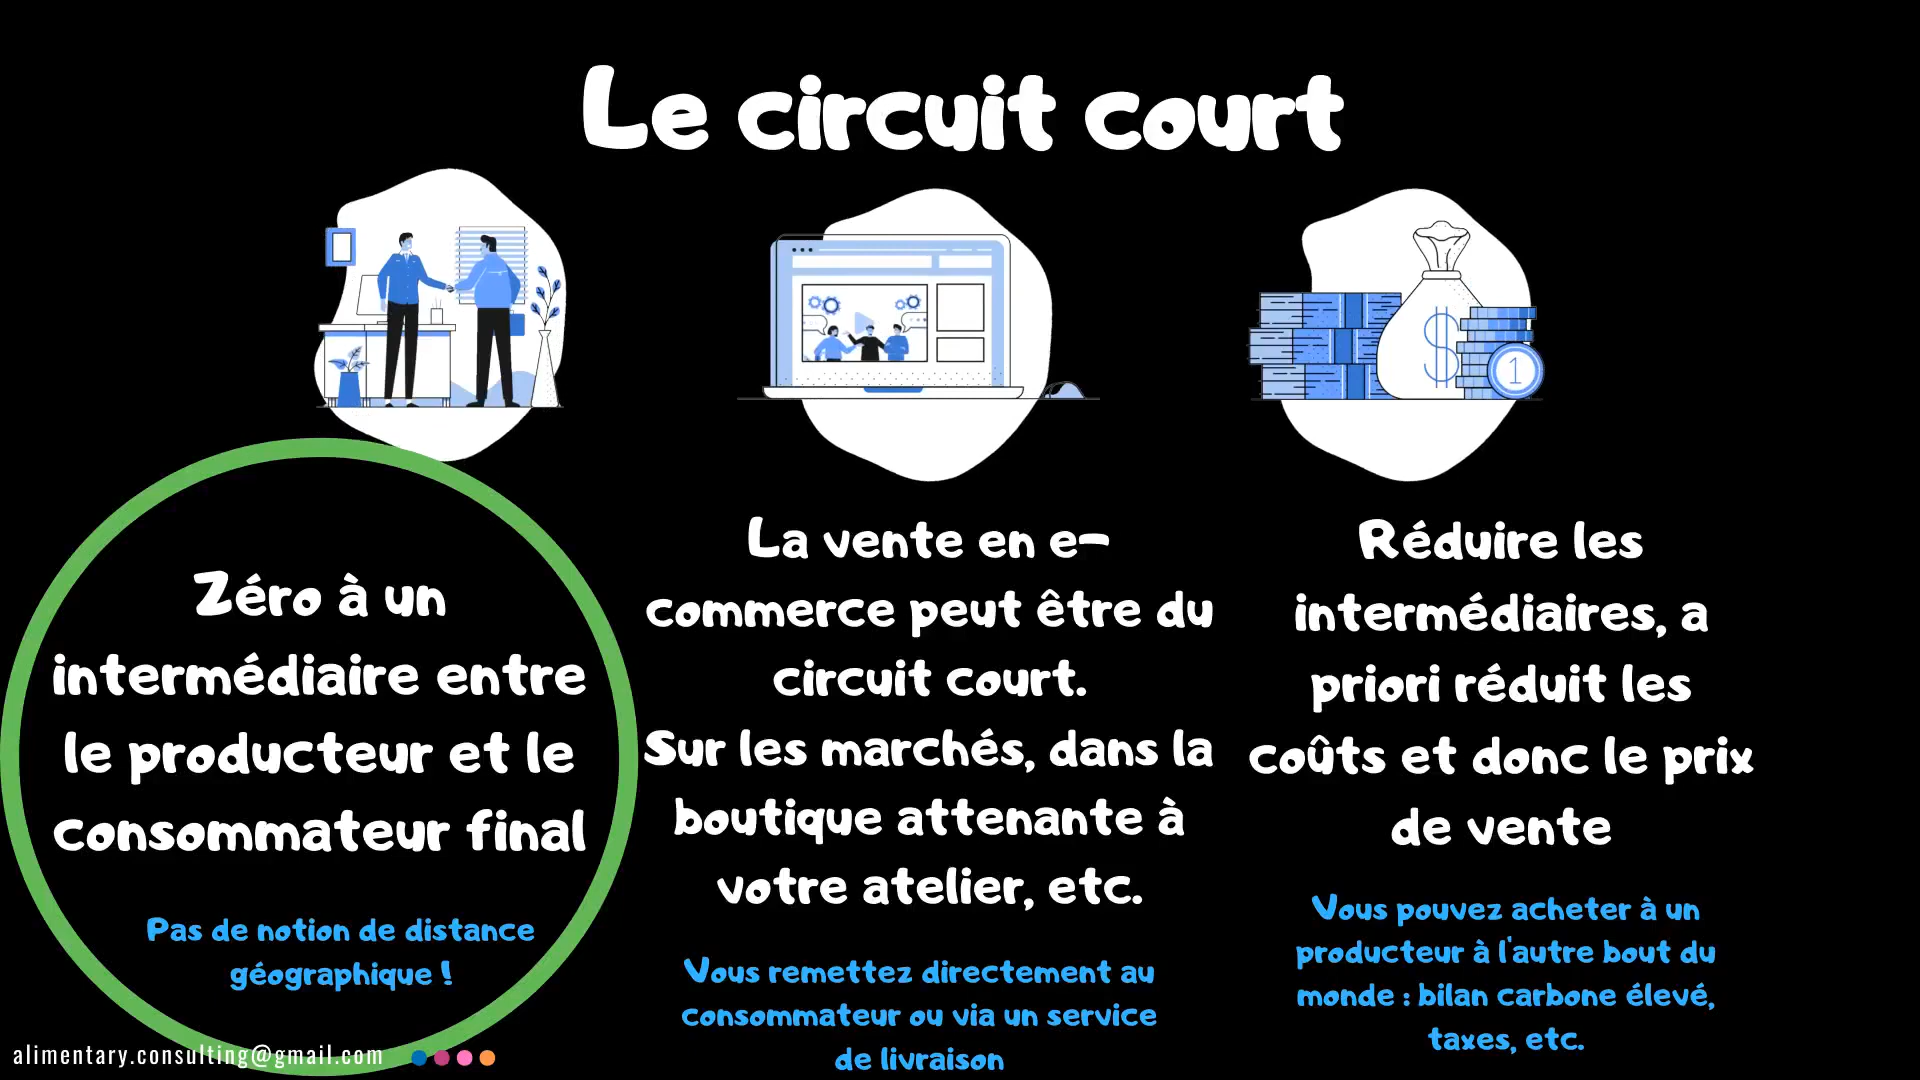 Le circuit court
Zéro à un
intermédiaire entre
le producteur et le
consommateur final
Pas de notion de distance
géographique !
La vente en e-
commerce peut être du
circuit court.
Sur les marchés, dans la
boutique attenante à
votre atelier, etc.
Vous remettez directement au
consommateur ou via un service
de livraison
$
1
Réduire les
intermédiaires, a
priori réduit les
coûts et donc le prix
de vente
Vous pouvez acheter à un
producteur à l'autre bout du
monde : bilan carbone élevé,
taxes, etc.
alimentary.consulting@gmail.com